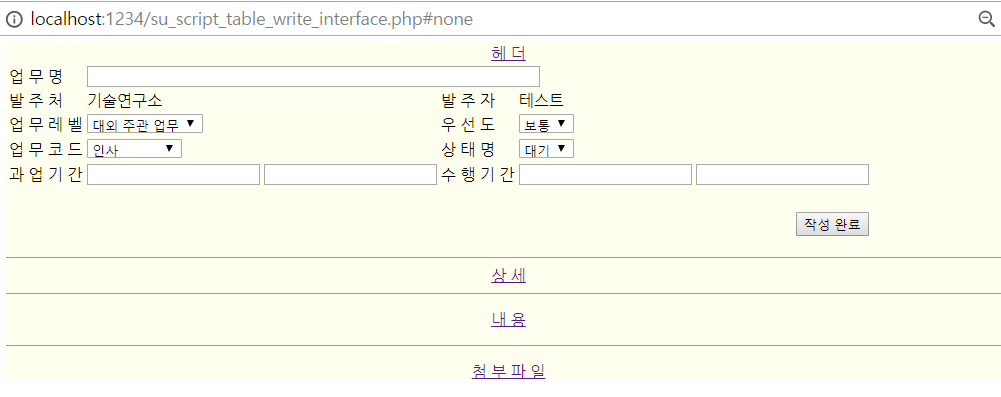 localhost:1234/su_script_table_write_interface.php#none
헤 더
업 무 명
발 주 처 기술연구소 발 주 자 테스트
업 무 레 벨 대외 주관 업무 우 선 도 보통
업 무 코 드 인사 상 태 명 대기
과 업 기 간 수 행 기 간
작성 완료
상 세
내 용
첨 부 파 일